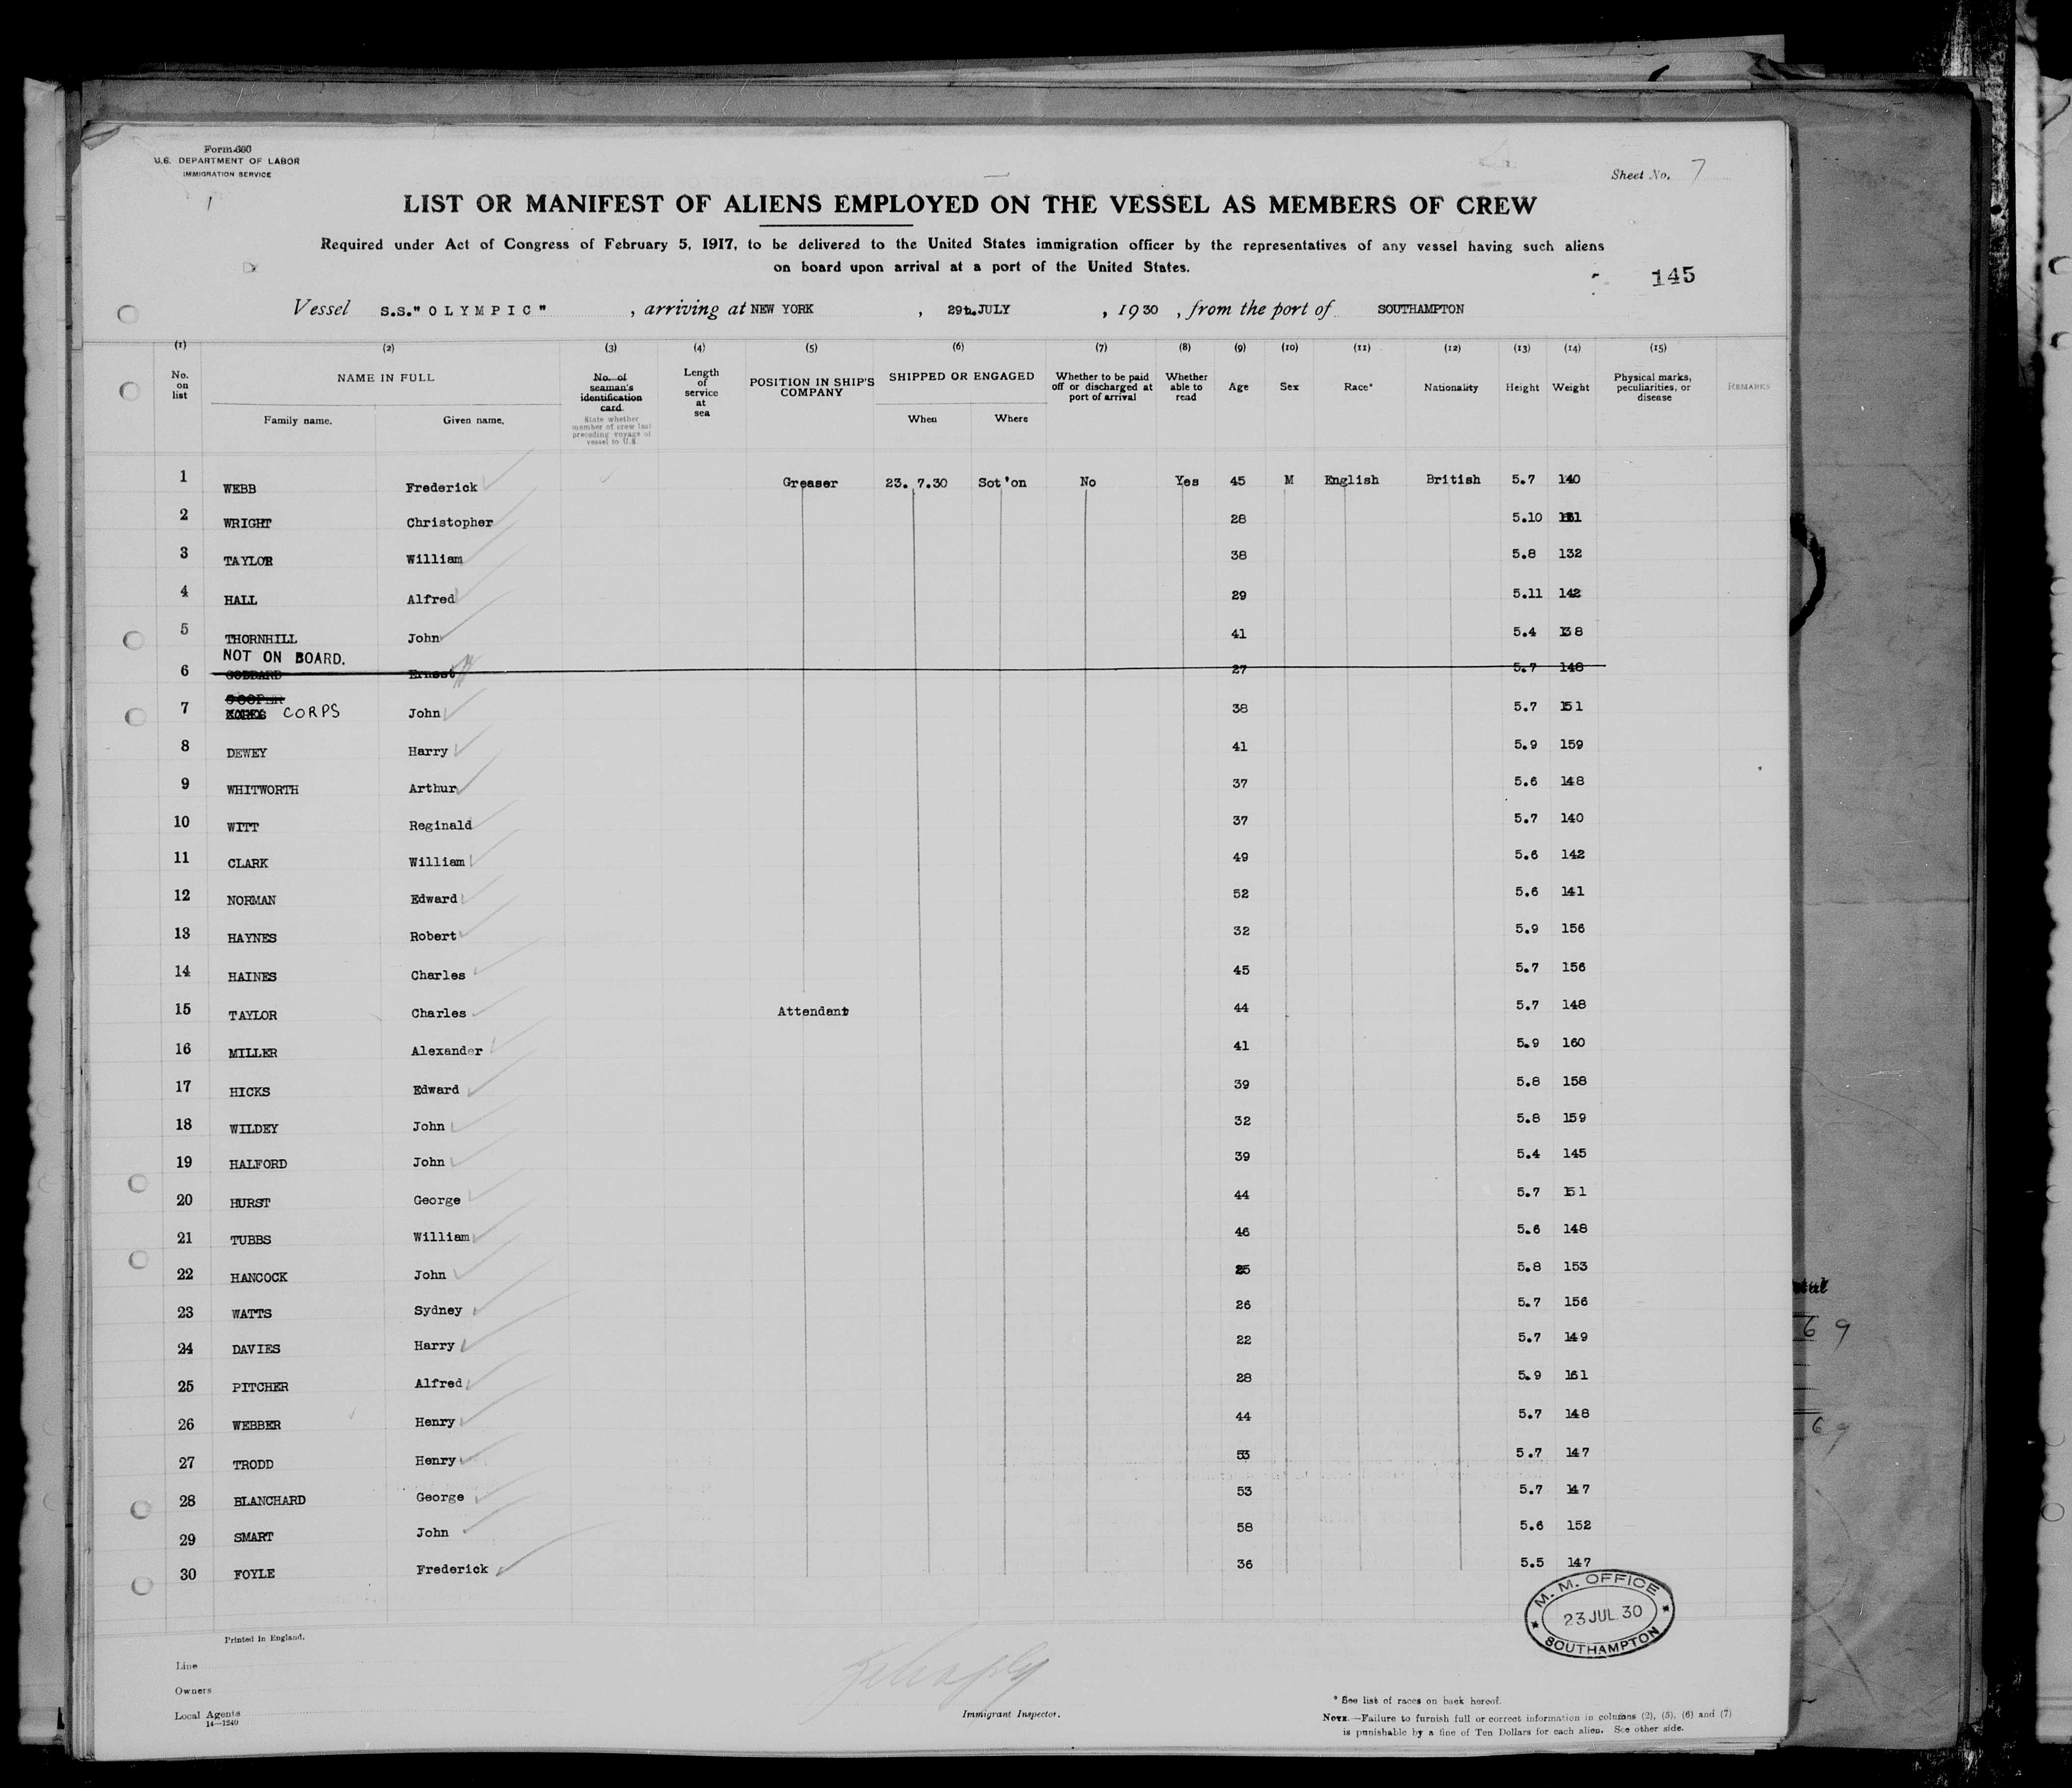 Form 680
U.S. DEPARTMENT OF LABOR
IMMIGRATION SERVICE
Sheet No. 7
LIST OR MANIFEST OF ALIENS EMPLOYED ON THE VESSEL AS MEMBERS OF CREW
Required under Act of Congress of February 5, 1917, to be delivered to the United States immigration officer by the representatives of any vessel having such aliens
on board upon arrival at a port of the United States.
145
Vessel S.S."OLYMPIC", arriving at NEW YORK, 29th.JULY, 1930, from the port of SOUTHAMPTON
(1) (2) (3) (4) (5) (6) (7) (8) (9) (10) (11) (12) (13) (14) (15)
No. on list NAME IN FULL Family name. Given name. No. of seaman's identification card. State whether member of crew last preceding voyage of vessel to U.S. Length of service at sea POSITION IN SHIP'S COMPANY SHIPPED OR ENGAGED When Where Whether to be paid off or discharged at port of arrival Whether able to read Age Sex Race* Nationality Height Weight Physical marks, peculiarities, or disease REMARKS
1 WEBB Frederick Greaser 23. 7.30 Sot'on No Yes 45 M English British 5.7 140
2 WRIGHT Christopher 28 5.10
3 TAYLOR William 38 5.8 132
4 HALL Alfred 29 5.11 142
5 THORNHILL John 41 5.4 138
NOT ON BOARD.
6 GODDARD Ernest 27 5.7 148
COOPER
7 CORPS John 38 5.7 151
8 DEWEY Harry 41 5.9 159
9 WHITWORTH Arthur 37 5.6 148
10 WITT Reginald 37 5.7 140
11 CLARK William 49 5.6 142
12 NORMAN Edward 52 5.6 141
13 HAYNES Robert 32 5.9 156
14 HAINES Charles 45 5.7 156
15 TAYLOR Charles Attendant 44 5.7 148
16 MILLER Alexander 41 5.9 160
17 HICKS Edward 39 5.8 158
18 WILDEY John 32 5.8 159
19 HALFORD John 39 5.4 145
20 HURST George 44 5.7 151
21 TUBBS William 46 5.6 148
22 HANCOCK John 5.8 153
23 WATTS Sydney 26 5.7 156
24 DAVIES Harry 22 5.7 149
25 PITCHER Alfred 28 5.9 161
26 WEBBER Henry 44 5.7 148
27 TRODD Henry 53 5.7 147
28 BLANCHARD George 53 5.7 147
29 SMART John 58 5.6 152
30 FOYLE Frederick 36 5.5 147
M. M. OFFICE
23 JUL. 30
SOUTHAMPTON
Printed in England.
Line
Owners
Local Agents
14—1240
Immigrant Inspector.
* See list of races on back hereof.
NOTE.—Failure to furnish full or correct information in columns (2), (5), (6) and (7)
is punishable by a fine of Ten Dollars for each alien. See other side.
69
69